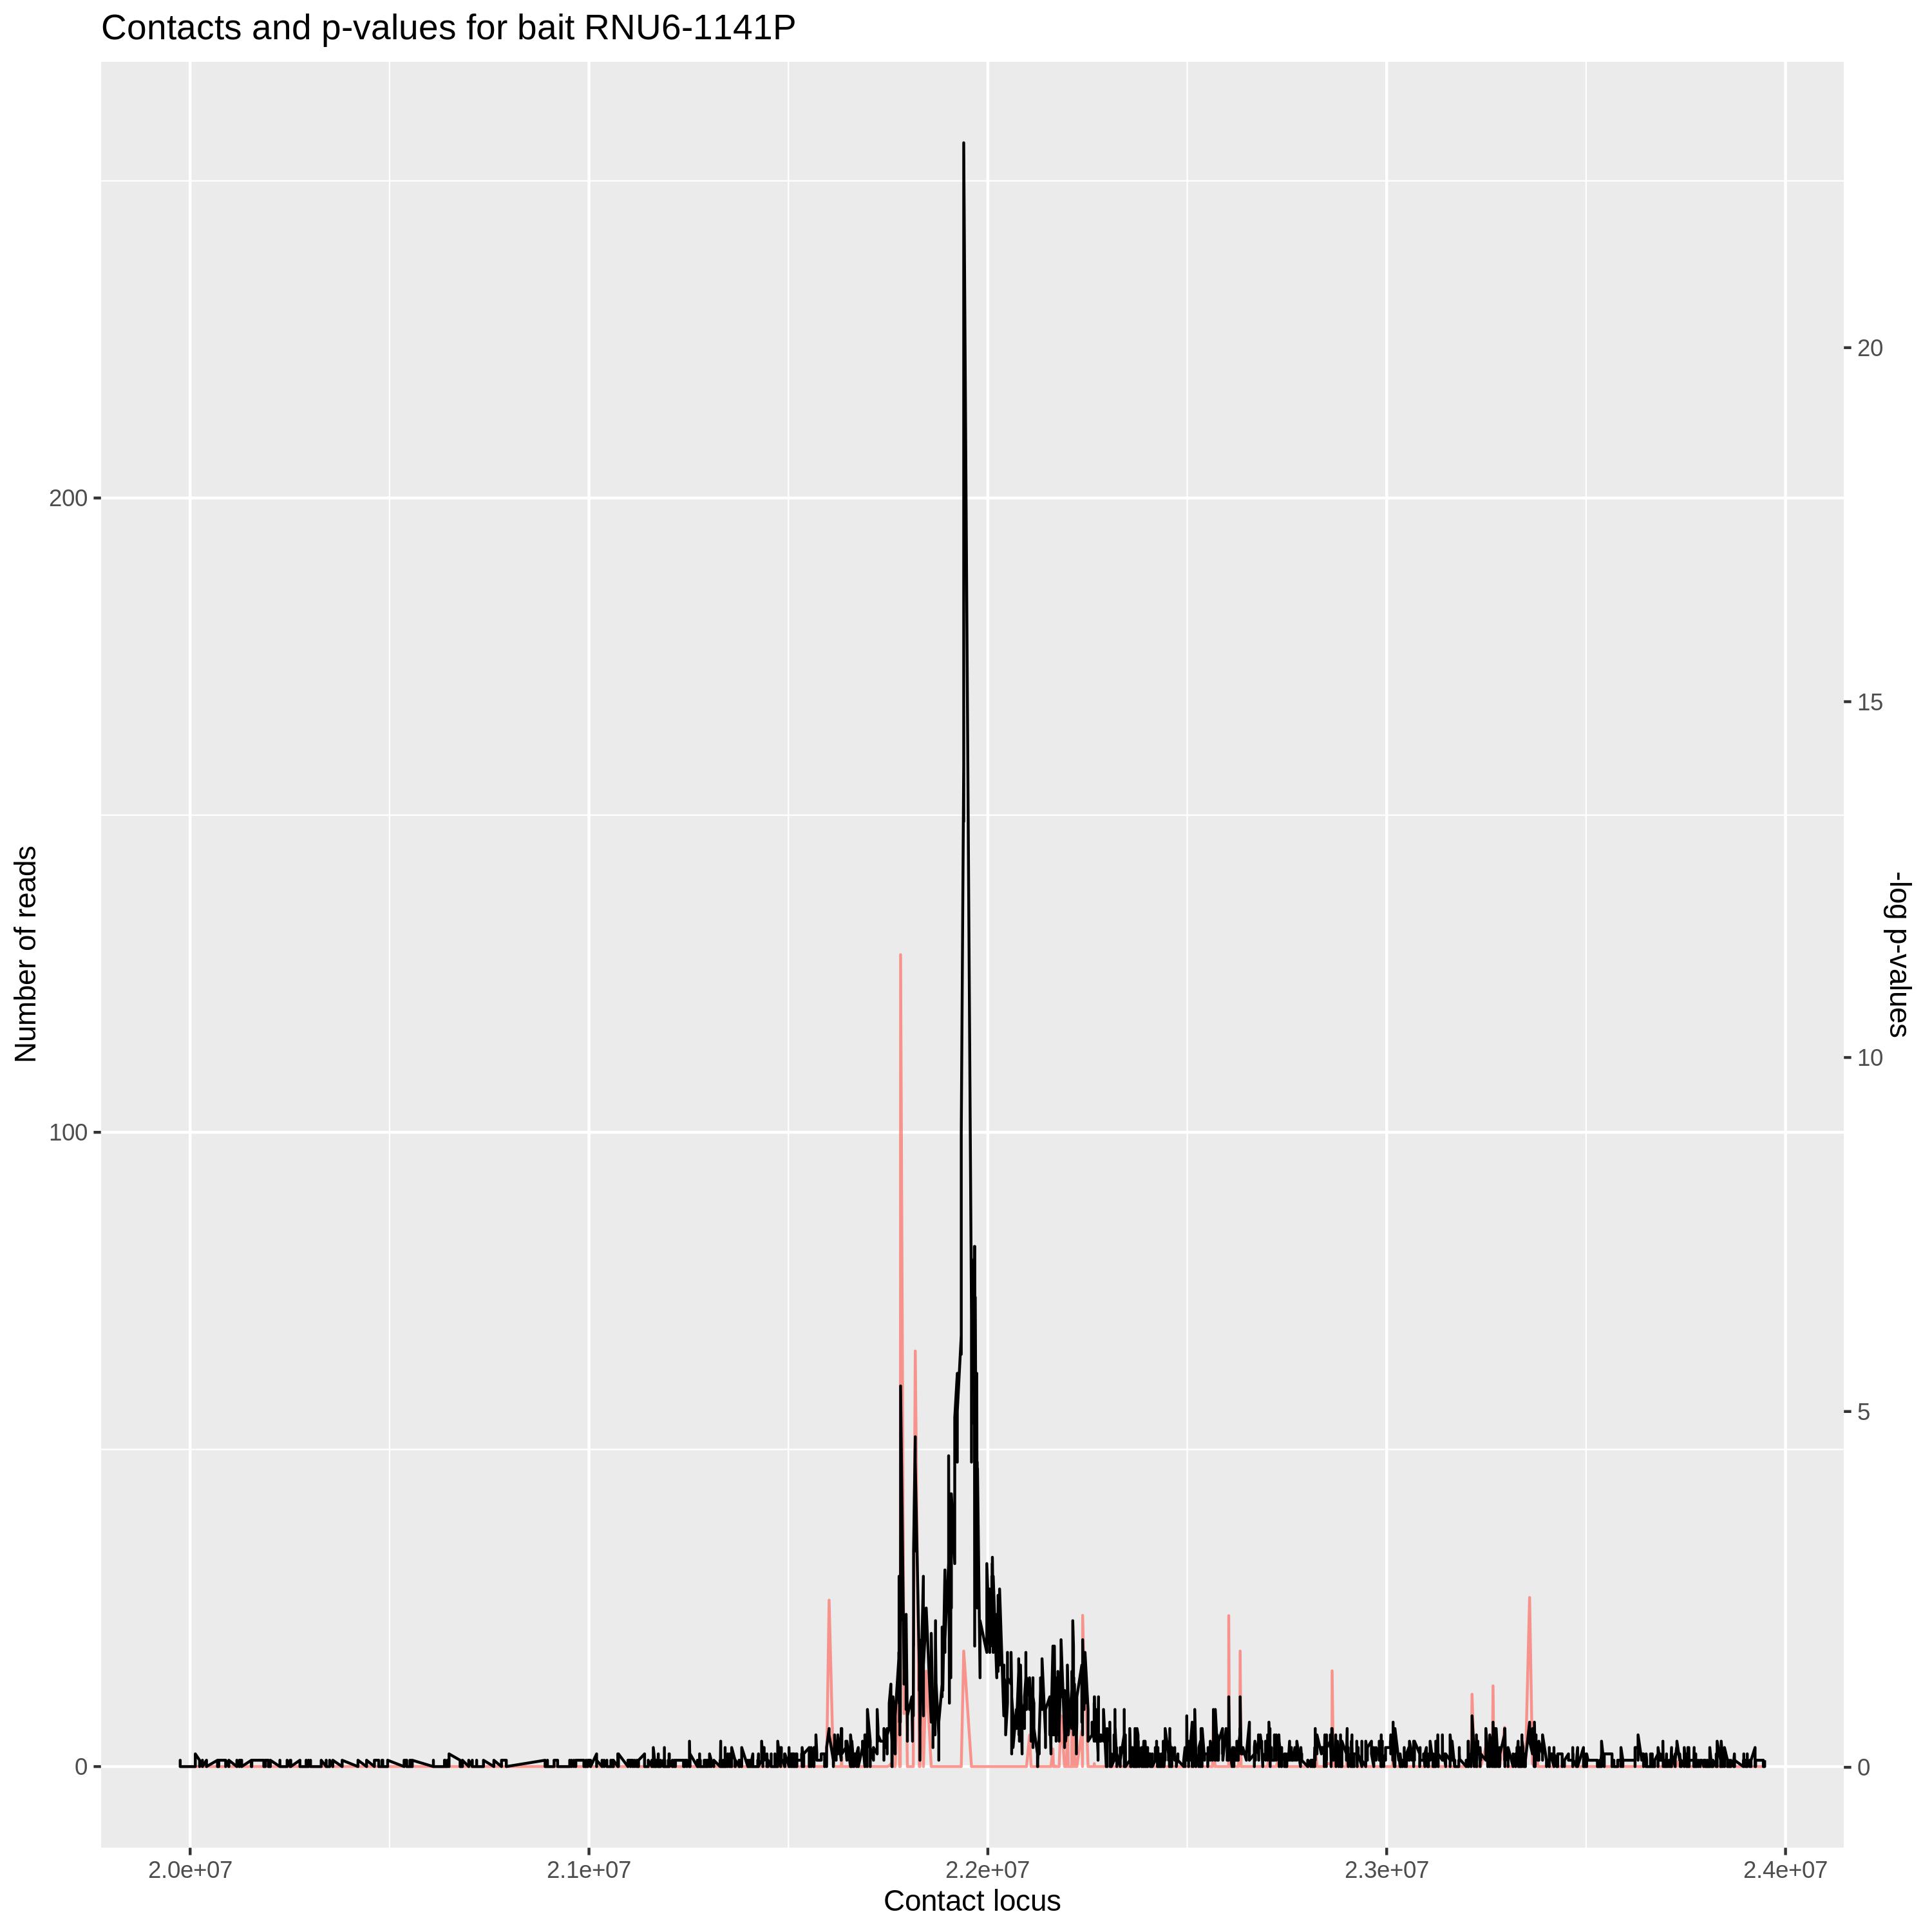 Contacts and p-values for bait RNU6-1141P
Number of reads
200
100
0
20
15
10
5
0
-log p-values
2.0e+07
2.1e+07
2.2e+07
2.3e+07
2.4e+07
Contact locus